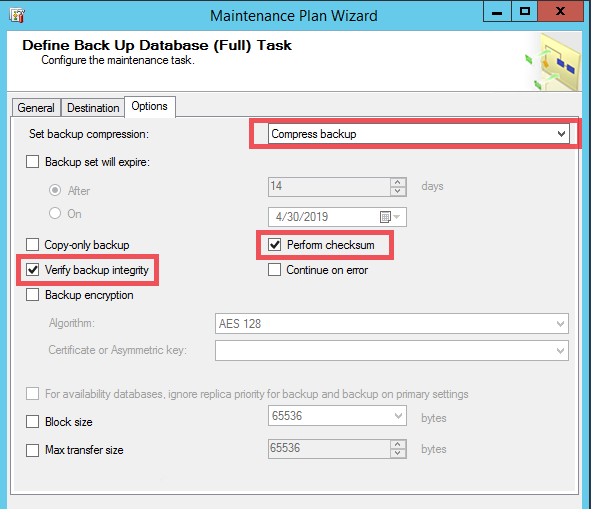 Maintenance Plan Wizard
Define Back Up Database (Full) Task
Configure the maintenance task.
General Destination Options
Set backup compression: Compress backup
Backup set will expire:
After 14 days
On 4/30/2019
Copy-only backup Perform checksum
Verify backup integrity Continue on error
Backup encryption
Algorithm: AES 128
Certificate or Asymmetric key:
For availability databases, ignore replica priority for backup and backup on primary settings
Block size 65536 bytes
Max transfer size 65536 bytes